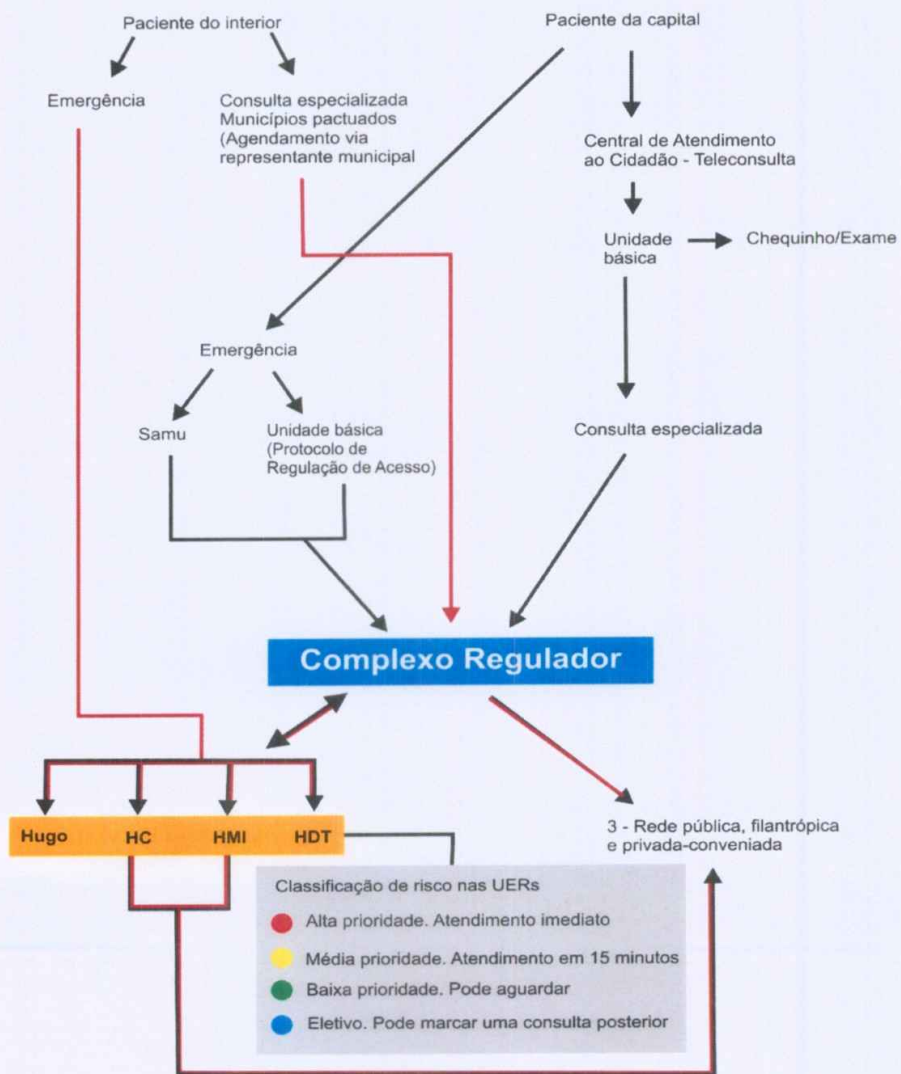 Paciente do interior
Paciente da capital
Emergência
Consulta especializada
Municípios pactuados
(Agendamento via
representante municipal
Central de Atendimento
ao Cidadão - Teleconsulta
Unidade
básica
Chequinho/Exame
Emergência
Samu
Unidade básica
(Protocolo de
Regulação de Acesso)
Consulta especializada
Complexo Regulador
Hugo
HC
HMI
HDT
3 - Rede pública, filantrópica
e privada-conveniada
Classificação de risco nas UERs
Alta prioridade. Atendimento imediato
Média prioridade. Atendimento em 15 minutos
Baixa prioridade. Pode aguardar
Eletivo. Pode marcar uma consulta posterior